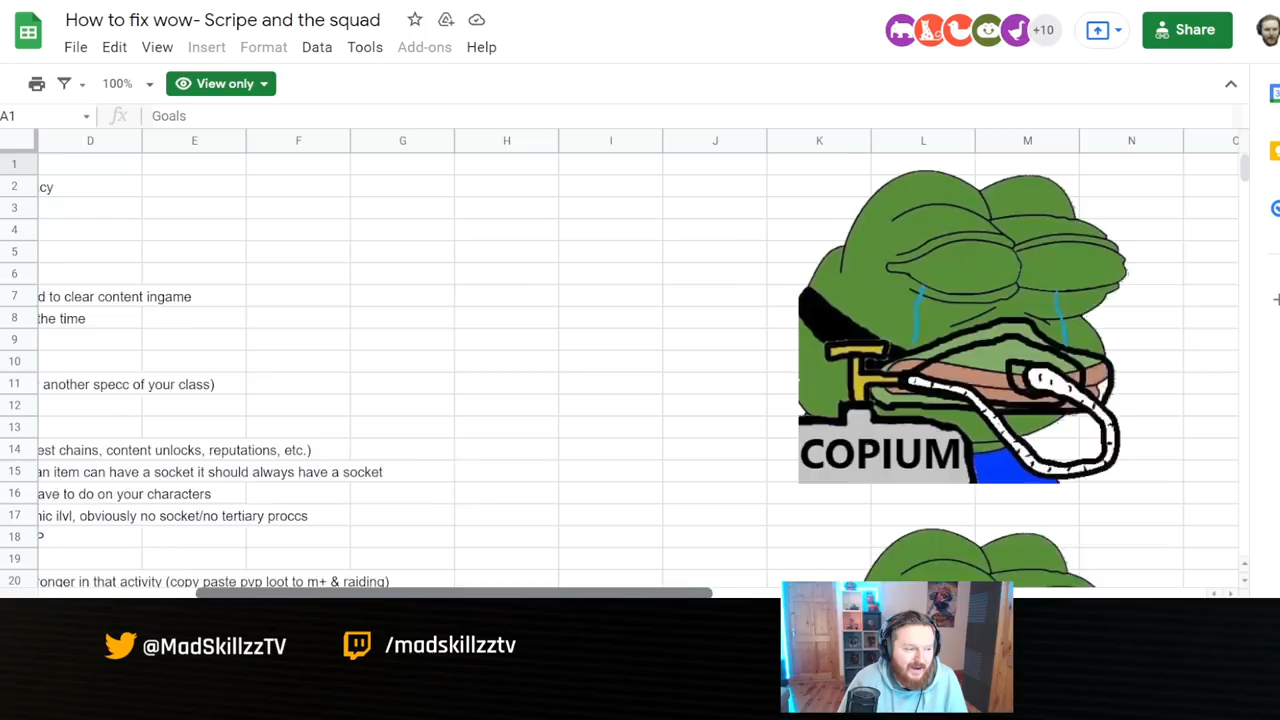 How to fix wow- Scripe and the squad
+10
Share
File Edit View Insert Format Data Tools Add-ons Help
100% View only
A1 fx Goals
D E F G H I J K L M N
1
2 cy
3
4
5
6
7 d to clear content ingame
8 the time
9
10
11 another specc of your class)
12
13
14 est chains, content unlocks, reputations, etc.)
15 an item can have a socket it should always have a socket
16 ave to do on your characters
17 nic ilvl, obviously no socket/no tertiary proccs
18
19
20 onger in that activity (copy paste pvp loot to m+ & raiding)
COPIUM
@MadSkillzzTV /madskillzztv